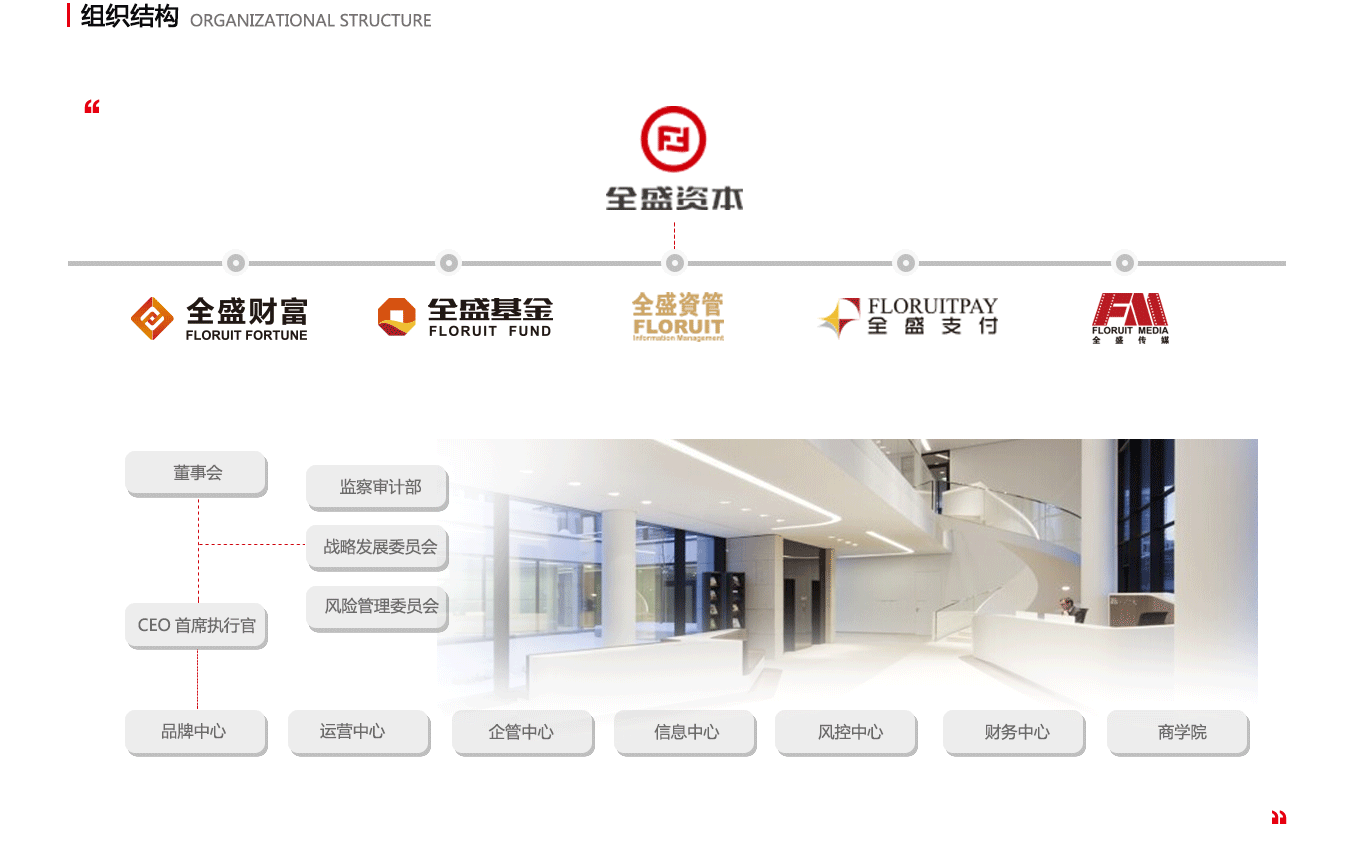 组织结构 ORGANIZATIONAL STRUCTURE
“
全盛资本
全盛财富
FLORUIT FORTUNE
全盛基金
FLORUIT FUND
全盛資管
FLORUIT
Information Management
FLORUITPAY
全盛支付
FLORUIT MEDIA
全盛传媒
董事会
监察审计部
战略发展委员会
风险管理委员会
CEO 首席执行官
品牌中心
运营中心
企管中心
信息中心
风控中心
财务中心
商学院
”